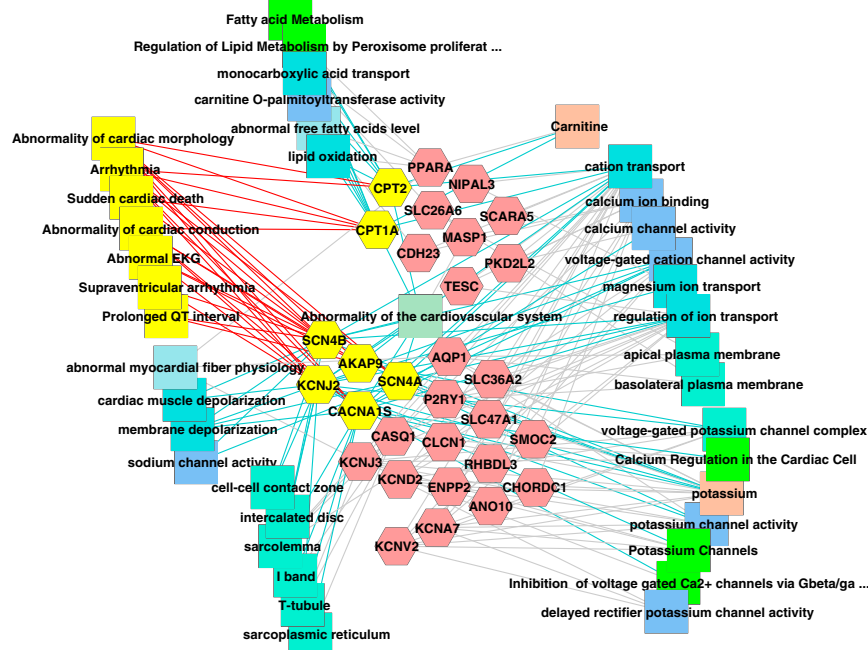 Fatty acid Metabolism
Regulation of Lipid Metabolism by Peroxisome proliferat ...
monocarboxylic acid transport
carnitine O-palmitoyltransferase activity
abnormal free fatty acids level
lipid oxidation
Carnitine
Abnormality of cardiac morphology
Arrhythmia
Sudden cardiac death
Abnormality of cardiac conduction
Abnormal EKG
Supraventricular arrhythmia
Prolonged QT interval
PPARA
CPT2
NIPAL3
SLC26A6
SCARA5
CPT1A
MASP1
CDH23
PKD2L2
TESC
cation transport
calcium ion binding
calcium channel activity
voltage-gated cation channel activity
magnesium ion transport
regulation of ion transport
apical plasma membrane
basolateral plasma membrane
Abnormality of the cardiovascular system
SCN4B
AKAP9
KCNJ2
SCN4A
CACNA1S
AQP1
SLC36A2
P2RY1
SLC47A1
CASQ1
CLCN1
SMOC2
KCNJ3
RHBDL3
KCND2
ENPP2
CHORDC1
ANO10
KCNA7
KCNV2
abnormal myocardial fiber physiology
cardiac muscle depolarization
membrane depolarization
sodium channel activity
cell-cell contact zone
intercalated disc
sarcolemma
I band
T-tubule
sarcoplasmic reticulum
voltage-gated potassium channel complex
Calcium Regulation in the Cardiac Cell
potassium
potassium channel activity
Potassium Channels
Inhibition of voltage gated Ca2+ channels via Gbeta/ga ...
delayed rectifier potassium channel activity